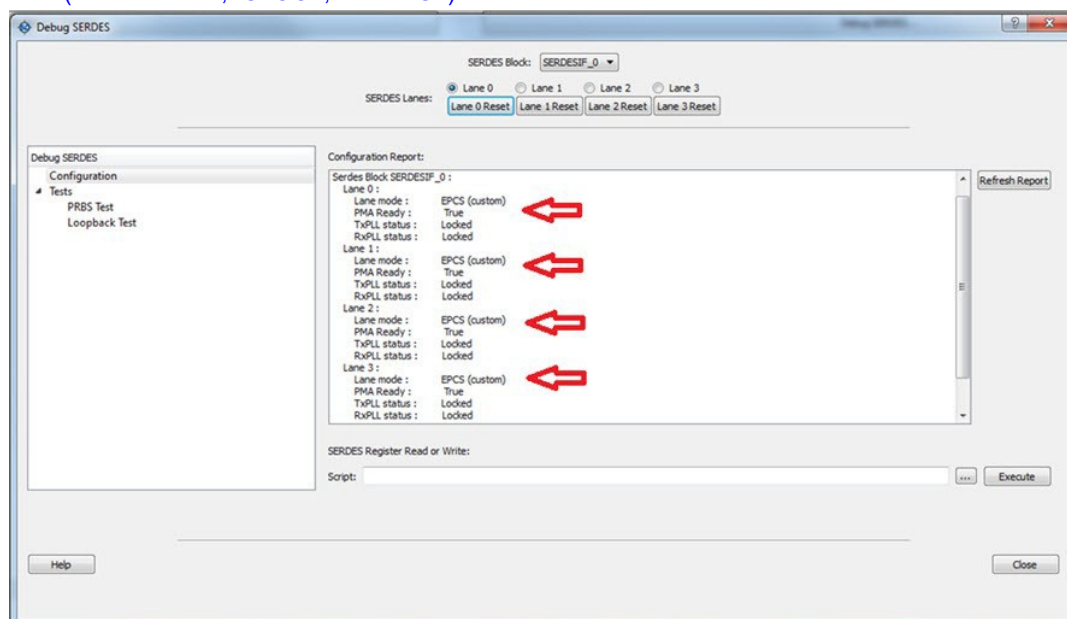 Debug SERDES
SERDES Block: SERDESIF_0
SERDES Lanes:
Lane 0 Lane 1 Lane 2 Lane 3
Lane 0 Reset Lane 1 Reset Lane 2 Reset Lane 3 Reset
Debug SERDES
Configuration
Tests
PRBS Test
Loopback Test
Configuration Report:
Serdes Block SERDESIF_0 :
Lane 0 :
Lane mode : EPCS (custom)
PMA Ready : True
TxPLL status : Locked
RxPLL status : Locked
Lane 1 :
Lane mode : EPCS (custom)
PMA Ready : True
TxPLL status : Locked
RxPLL status : Locked
Lane 2 :
Lane mode : EPCS (custom)
PMA Ready : True
TxPLL status : Locked
RxPLL status : Locked
Lane 3 :
Lane mode : EPCS (custom)
PMA Ready : True
TxPLL status : Locked
RxPLL status : Locked
Refresh Report
SERDES Register Read or Write:
Script:
... Execute
Help
Close